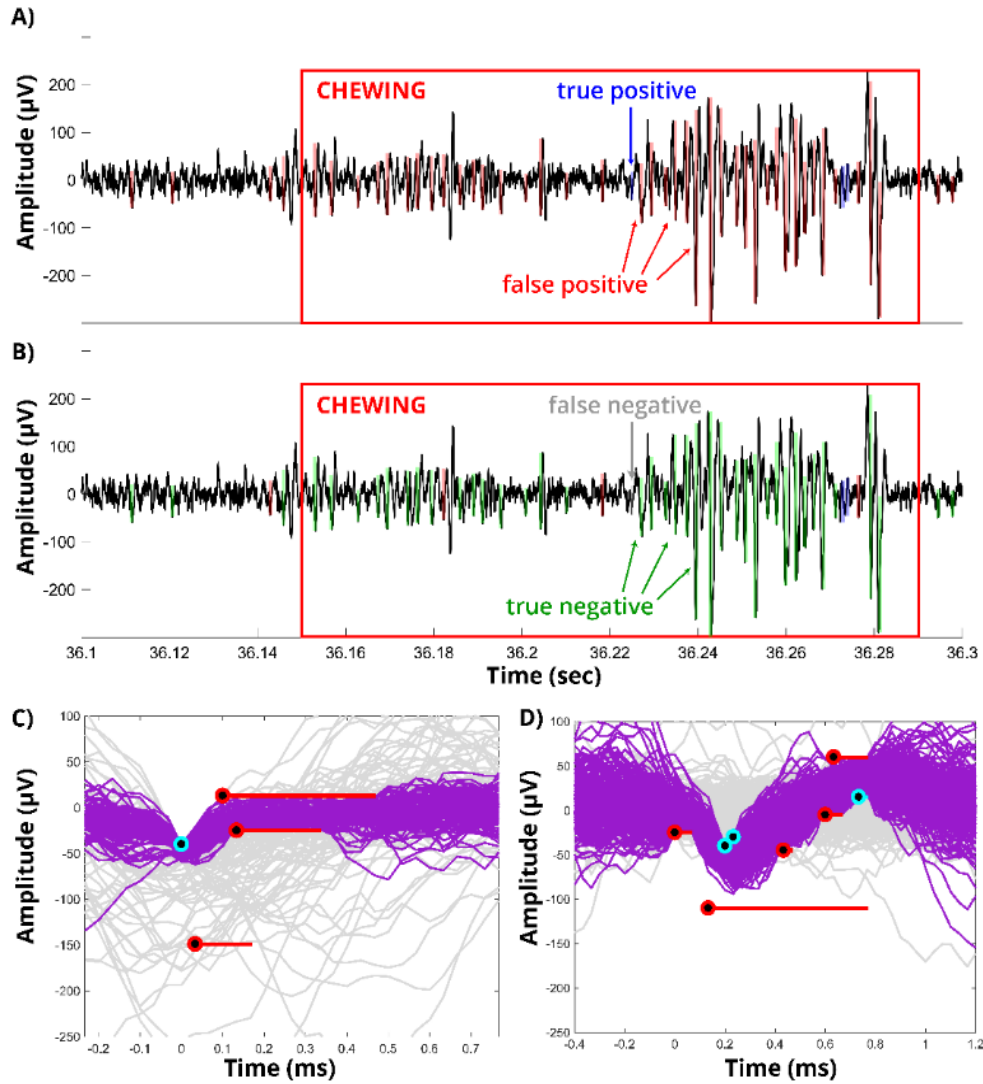 A)
Amplitude (µV)
200
100
0
-100
-200
CHEWING
true positive
false positive
B)
Amplitude (µV)
200
100
0
-100
-200
CHEWING
false negative
true negative
36.1 36.12 36.14 36.16 36.18 36.2 36.22 36.24 36.26 36.28 36.3
Time (sec)
C)
Amplitude (µV)
100
50
0
-50
-100
-150
-200
-250
-0.2 -0.1 0 0.1 0.2 0.3 0.4 0.5 0.6 0.7
Time (ms)
D)
Amplitude (µV)
100
50
0
-50
-100
-150
-200
-250
-0.4 -0.2 0 0.2 0.4 0.6 0.8 1 1.2
Time (ms)